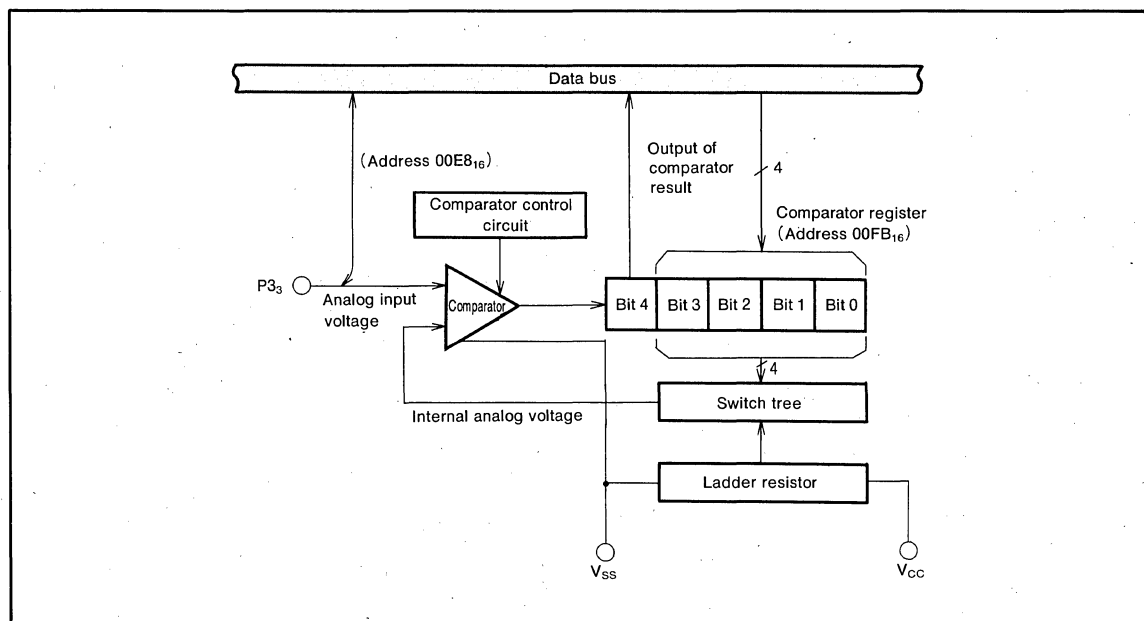 Data bus
(Address 00E8₁₆)
Output of
comparator
result
4
Comparator control
circuit
Comparator register
(Address 00FB₁₆)
P3₃
Analog input
voltage
Comparator
Bit 4 Bit 3 Bit 2 Bit 1 Bit 0
4
Internal analog voltage
Switch tree
Ladder resistor
V_SS
V_CC